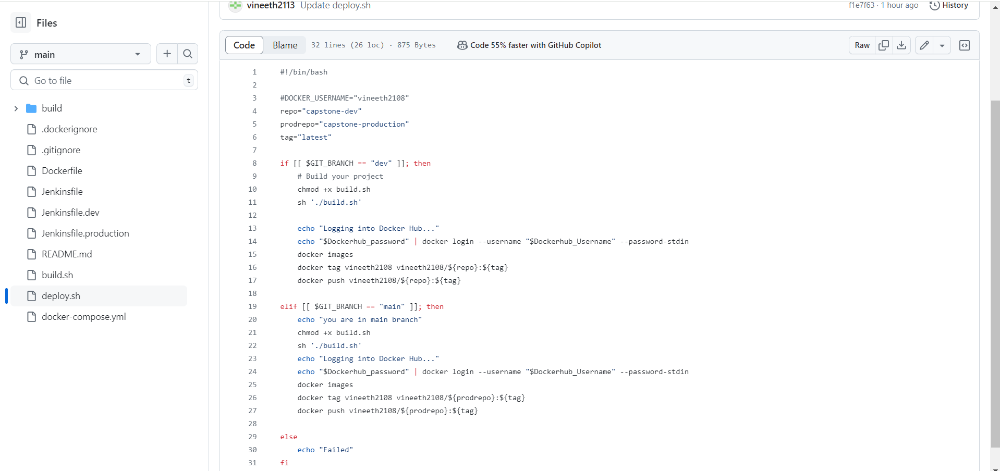 vineeth2113 Update deploy.sh
f1e7f63 · 1 hour ago History
Files
main
Go to file t
build
.dockerignore
.gitignore
Dockerfile
Jenkinsfile
Jenkinsfile.dev
Jenkinsfile.production
README.md
build.sh
deploy.sh
docker-compose.yml
Code Blame 32 lines (26 loc) · 875 Bytes Code 55% faster with GitHub Copilot Raw
1 #!/bin/bash
2
3 #DOCKER_USERNAME="vineeth2108"
4 repo="capstone-dev"
5 prodrepo="capstone-production"
6 tag="latest"
7
8 if [[ $GIT_BRANCH == "dev" ]]; then
9     # Build your project
10     chmod +x build.sh
11     sh './build.sh'
12
13     echo "Logging into Docker Hub..."
14     echo "$Dockerhub_password" | docker login --username "$Dockerhub_Username" --password-stdin
15     docker images
16     docker tag vineeth2108 vineeth2108/${repo}:${tag}
17     docker push vineeth2108/${repo}:${tag}
18
19 elif [[ $GIT_BRANCH == "main" ]]; then
20     echo "you are in main branch"
21     chmod +x build.sh
22     sh './build.sh'
23     echo "Logging into Docker Hub..."
24     echo "$Dockerhub_password" | docker login --username "$Dockerhub_Username" --password-stdin
25     docker images
26     docker tag vineeth2108 vineeth2108/${prodrepo}:${tag}
27     docker push vineeth2108/${prodrepo}:${tag}
28
29 else
30     echo "Failed"
31 fi